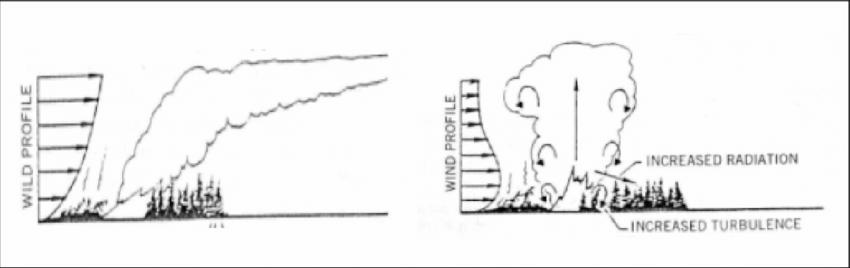 WILD PROFILE
WIND PROFILE
INCREASED RADIATION
INCREASED TURBULENCE